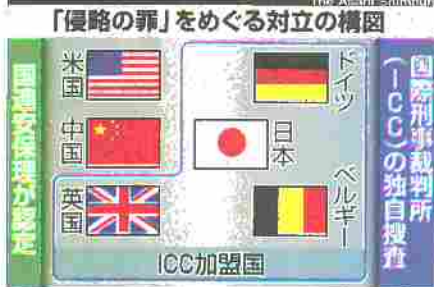 The Asahi Shimbun
「侵略の罪」をめぐる対立の構図
国連安保理が認定
米国
中国
英国
日本
ドイツ
ベルギー
国際刑事裁判所
(ICC)の独自捜査
ICC加盟国